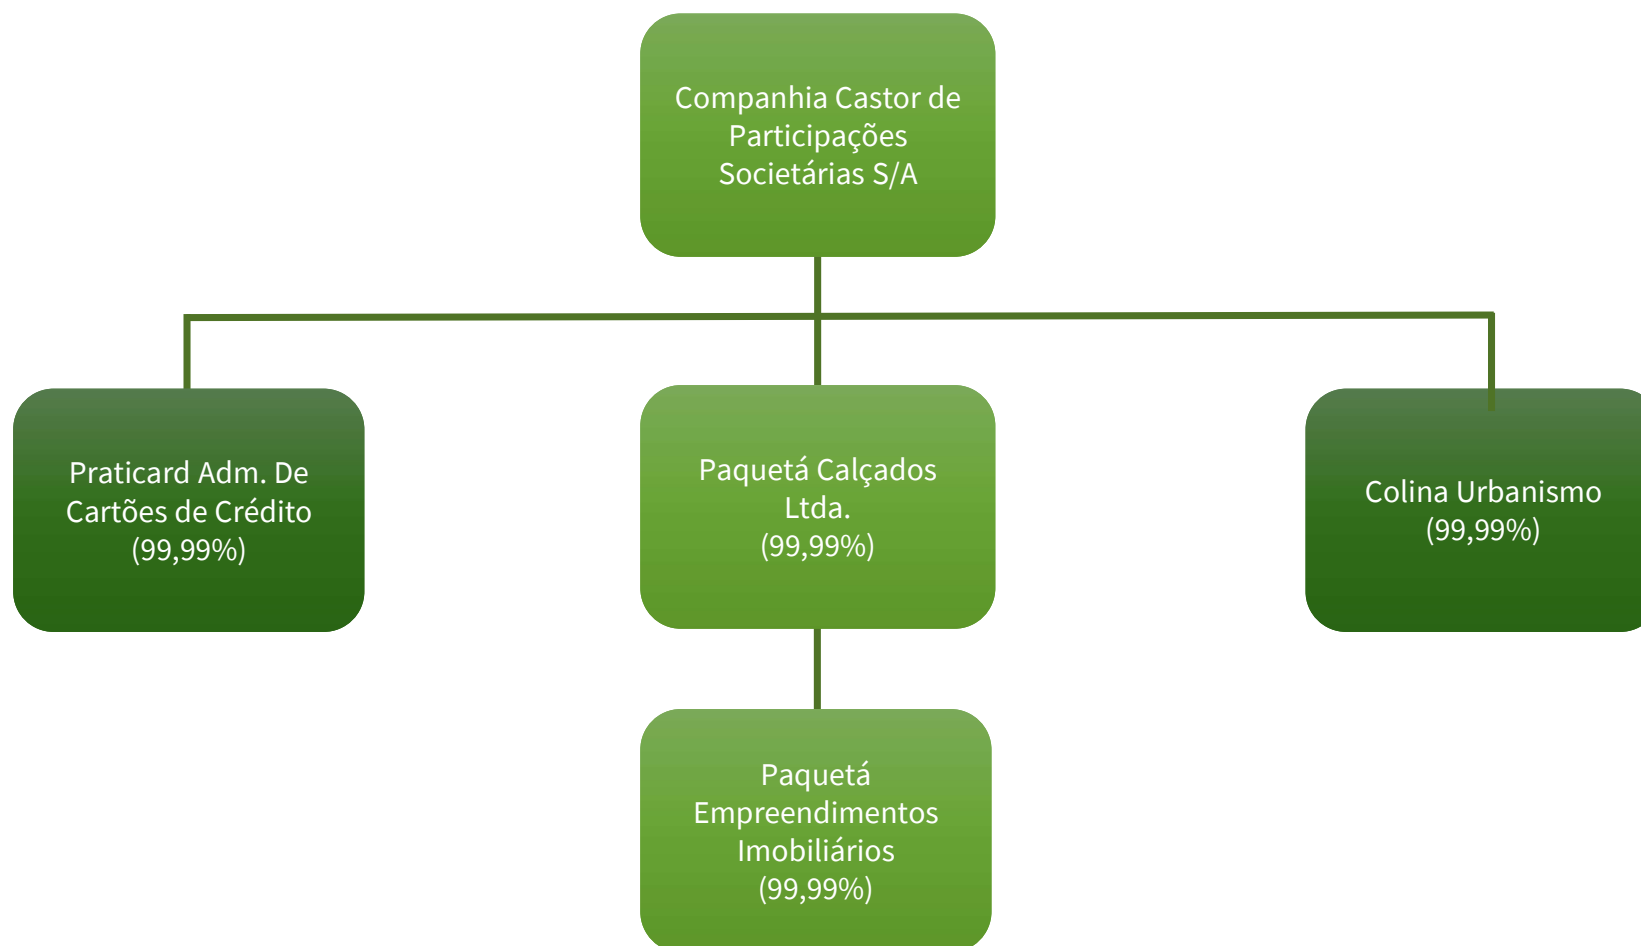 Companhia Castor de
Participações
Societárias S/A
Praticard Adm. De
Cartões de Crédito
(99,99%)
Paquetá Calçados
Ltda.
(99,99%)
Colina Urbanismo
(99,99%)
Paquetá
Empreendimentos
Imobiliários
(99,99%)